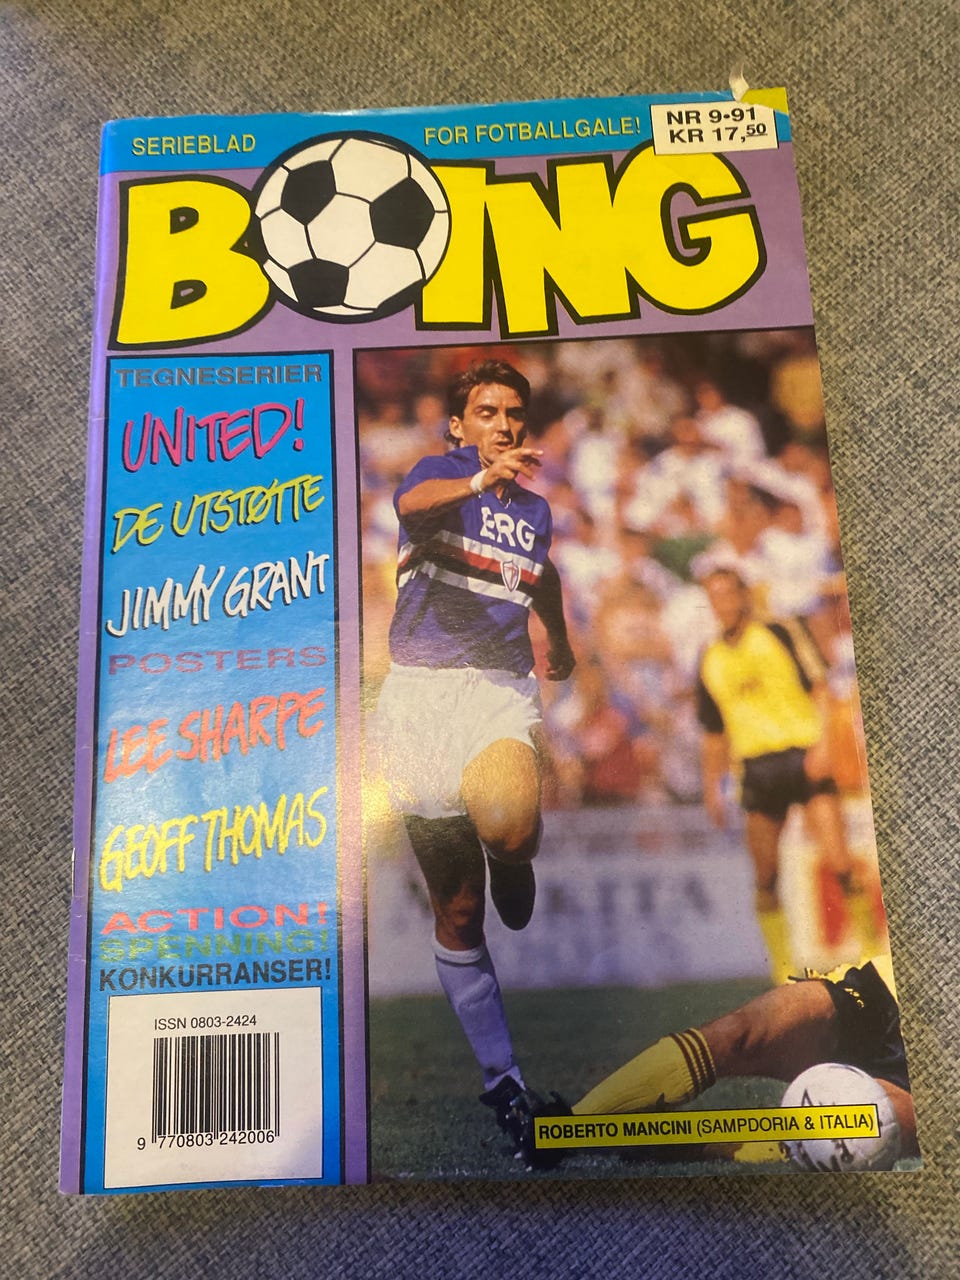 SERIEBLAD
FOR FOTBALLGALE!
NR 9•91
KR 17,50
BOING
TEGNESERIER
UNITED!
DE UTSTØTTE
JIMMY GRANT
POSTERS
LEE SHARPE
GEOFF THOMAS
ACTION!
SPENNING!
KONKURRANSER!
ISSN 0803-2424
9 770803 242006
ERG
ROBERTO MANCINI (SAMPDORIA & ITALIA)